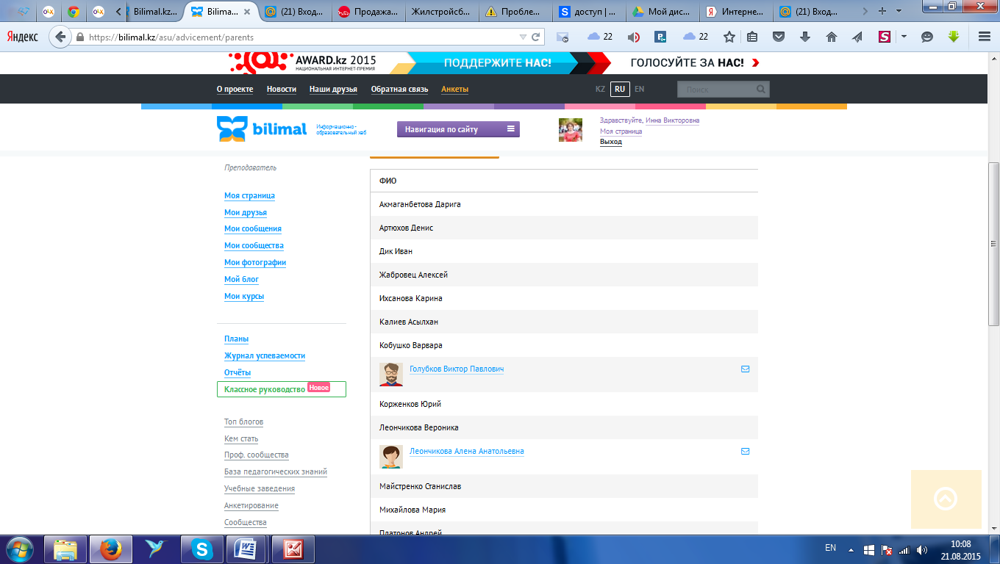 Bilimal.kz...
Bilima...
(21) Вход...
Продажа...
Жилстройсб...
Пробле...
доступ | ...
Мой дис...
Интерне...
(21) Вход...
Яндекс
https://bilimal.kz/asu/advicement/parents
22
22
AWARD.kz 2015
НАЦИОНАЛЬНАЯ ИНТЕРНЕТ-ПРЕМИЯ
ПОДДЕРЖИТЕ НАС!
ГОЛОСУЙТЕ ЗА НАС!
О проекте
Новости
Наши друзья
Обратная связь
Анкеты
KZ
RU
EN
Поиск
bilimal
Информационно-
образовательный хаб
Навигация по сайту
Здравствуйте, Инна Викторовна
Моя страница
Выход
Преподаватель
Моя страница
Мои друзья
Мои сообщения
Мои сообщества
Мои фотографии
Мой блог
Мои курсы
Планы
Журнал успеваемости
Отчёты
Классное руководство Новое
Топ блогов
Кем стать
Проф. сообщества
База педагогических знаний
Учебные заведения
Анкетирование
Сообщества
ФИО
Акмаганбетова Дарига
Артюхов Денис
Дик Иван
Жабровец Алексей
Ихсанова Карина
Калиев Асылхан
Кобушко Варвара
Голубков Виктор Павлович
Корженков Юрий
Леончикова Вероника
Леончикова Алена Анатольевна
Майстренко Станислав
Михайлова Мария
Платонов Андрей
EN
10:08
21.08.2015